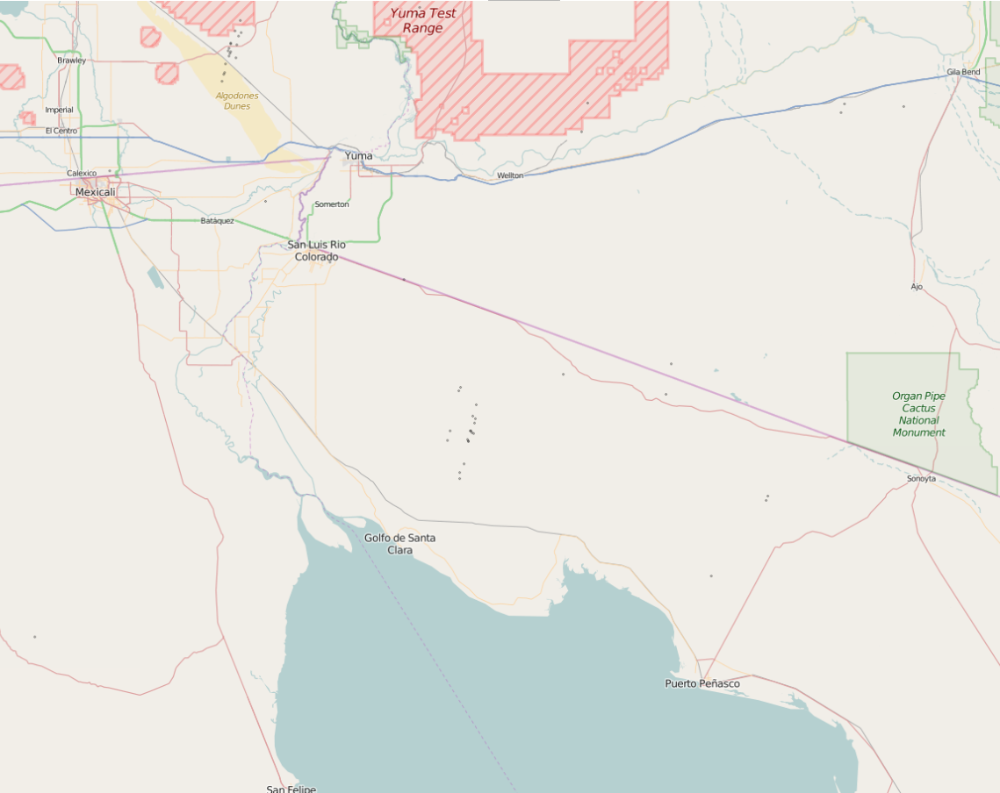 Yuma Test
Range
Brawley
Gila Bend
Algodones
Dunes
Imperial
El Centro
Yuma
Calexico
Wellton
Mexicali
Somerton
Batáquez
San Luis Rio
Colorado
Ajo
Organ Pipe
Cactus
National
Monument
Sonoyta
Golfo de Santa
Clara
Puerto Peñasco
San Felipe